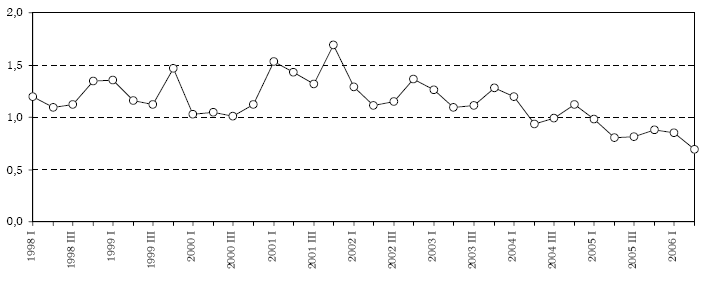 2,0
1,5
1,0
0,5
0,0
1998 I
1998 III
1999 I
1999 III
2000 I
2000 III
2001 I
2001 III
2002 I
2002 III
2003 I
2003 III
2004 I
2004 III
2005 I
2005 III
2006 I